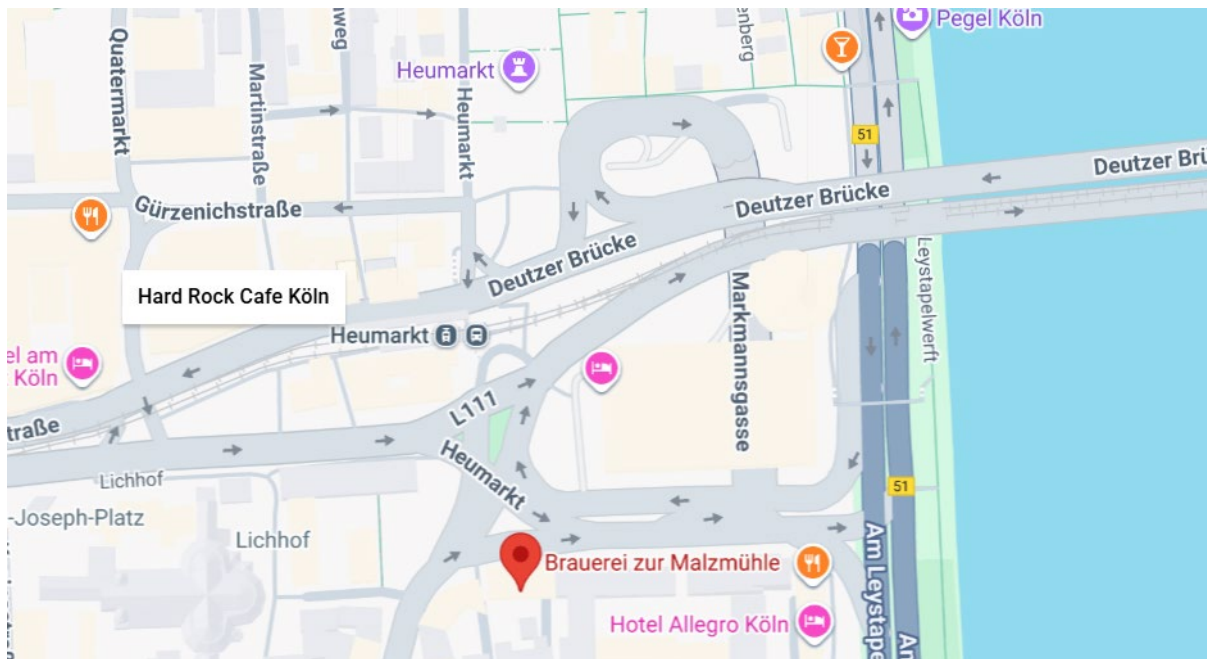 Pegel Köln
enberg
Quatermarkt
Martinstraße
Heumarkt
Heumarkt
51
Deutzer Brü
Deutzer Brücke
Gürzenichstraße
Deutzer Brücke
Leystapelwerft
Hard Rock Cafe Köln
Heumarkt
Markmannsgasse
el am
Köln
traße
L111
Heumarkt
Lichhof
51
-Joseph-Platz
Lichhof
Brauerei zur Malzmühle
Am Leystape
Hotel Allegro Köln